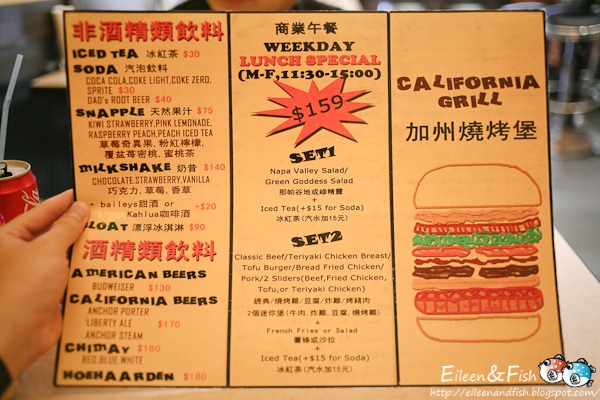 非酒精類飲料
ICED TEA 冰紅茶 $30
SODA 汽泡飲料
COCA COLA,COKE LIGHT,COKE ZERO,
SPRITE $30
DAD's ROOT BEER $40
SNAPPLE 天然果汁 $75
KIWI STRAWBERRY,PINK LEMONADE,
RASPBERRY PEACH,PEACH ICED TEA
草莓奇異果, 粉紅檸檬,
覆盆莓密桃, 蜜桃茶
MILKSHAKE 奶昔 $140
CHOCOLATE,STRAWBERRY,VANILLA
巧克力, 草莓, 香草
+ baileys甜酒 or
Kahlua咖啡酒 +$20
FLOAT 漂浮冰淇淋 $90
酒精類飲料
AMERICAN BEERS
BUDWEISER $130
CALIFORNIA BEERS
ANCHOR PORTER
LIBERTY ALE $170
ANCHOR STEAM
CHIMAY $180
RED,BLUE,WHITE
HOEHAARDEN $180
商業午餐
WEEKDAY
LUNCH SPECIAL
(M-F,11:30-15:00)
$159
SET1
Napa Valley Salad/
Green Goddess Salad
那帕谷地或綠精靈
+
Iced Tea(+$15 for Soda)
冰紅茶 (汽水加15元)
SET2
Classic Beef/Teriyaki Chicken Breast/
Tofu Burger/Bread Fried Chicken/
Pork/2 Sliders(Beef,Fried Chicken,
Tofu,or Teriyaki Chicken)
經典/燒烤雞/豆腐/炸雞/烤豬肉
2個迷你堡(牛肉, 炸雞, 豆腐, 燒烤雞)
+
French Fries or Salad
薯條或沙拉
+
Iced Tea(+$15 for Soda)
冰紅茶 (汽水加15元)
CALIFORNIA
GRILL
加州燒烤堡
Eileen&Fish
http://eileenandfish.blogspot.com/